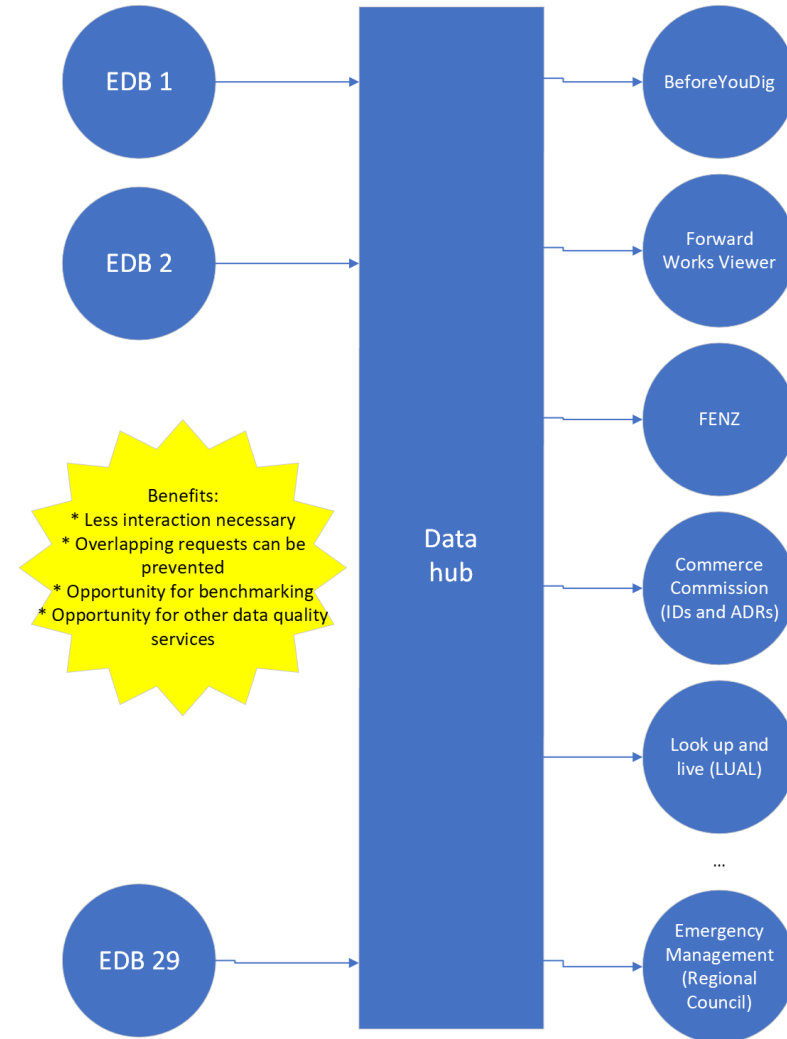 EDB 1
EDB 2
Benefits:
* Less interaction necessary
* Overlapping requests can be
prevented
* Opportunity for benchmarking
* Opportunity for other data quality
services
EDB 29
Data
hub
BeforeYouDig
Forward
Works Viewer
FENZ
Commerce
Commission
(IDs and ADRs)
Look up and
live (LUAL)
...
Emergency
Management
(Regional
Council)